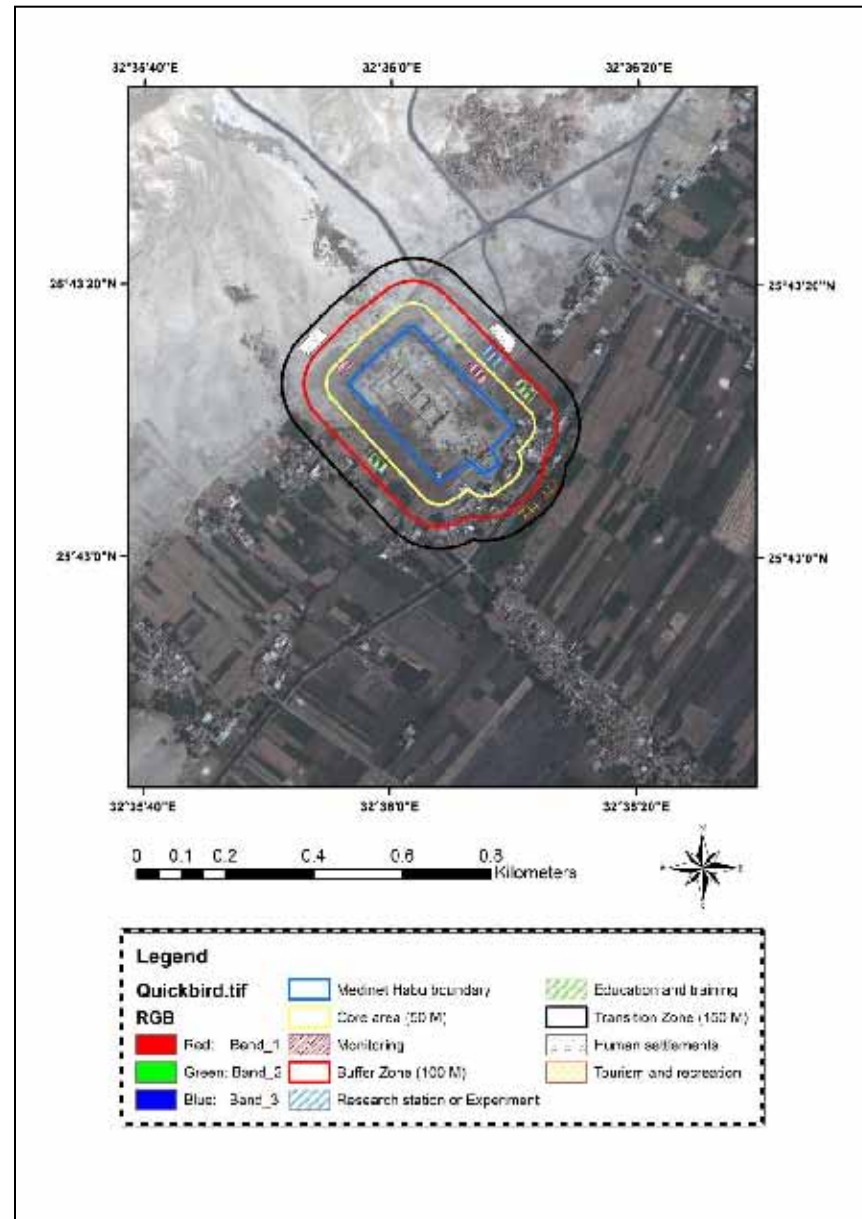 32°35'40"E 32°36'0"E 32°36'20"E
25°43'20"N 25°43'20"N
25°43'0"N 25°43'0"N
32°35'40"E 32°36'0"E 32°36'20"E
0 0.1 0.2 0.4 0.6 0.8
Kilometers
N
W E
S
Legend
Quickbird.tif
RGB
Red: Band_1
Green: Band_2
Blue: Band_3
Medinet Habu boundary
Core area (50 M)
Monitoring
Buffer Zone (100 M)
Research station or Experiment
Education and training
Transition Zone (150 M)
Human settlements
Tourism and recreation